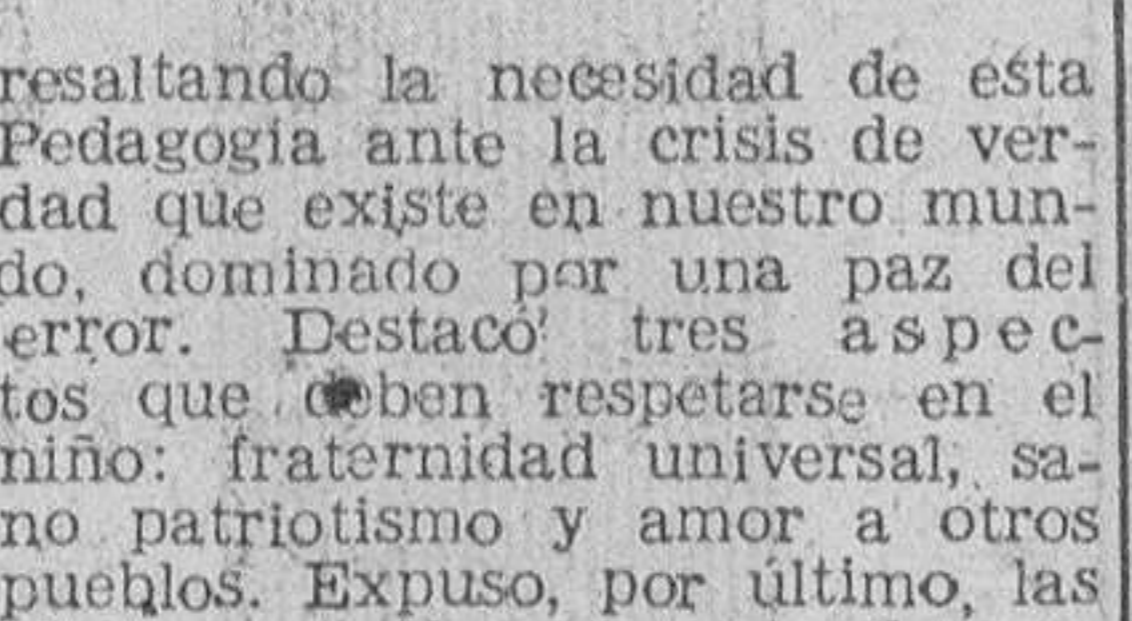 resaltando la necesidad de esta
Pedagogia ante la crisis de ver-
dad que existe en nuestro mun-
do, dominado por una paz del
error. Destacó tres aspec-
tos que deben respetarse en el
niño: fraternidad universal, sa-
no patriotismo y amor a otros
pueblos. Expuso, por último, las